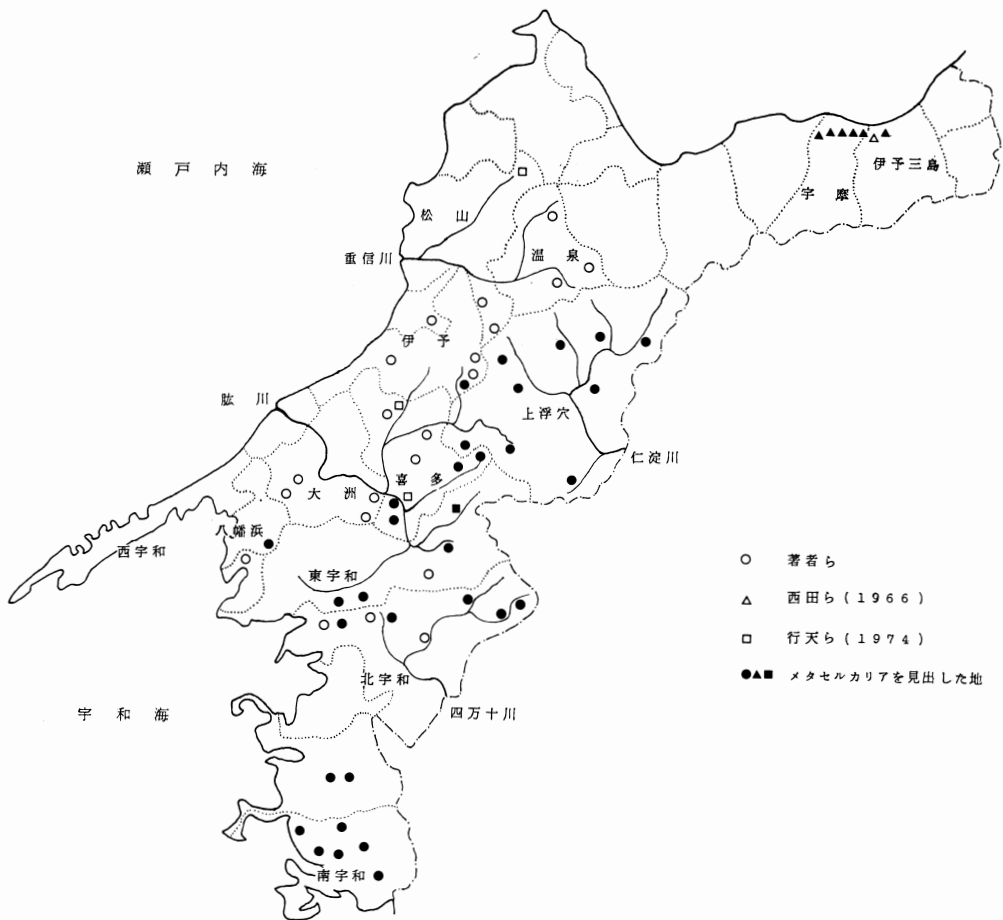 瀬戸内海
伊予三島
宇摩
松山
重信川
温泉
伊予
肱川
上浮穴
仁淀川
喜多
大洲
八幡浜
西宇和
東宇和
○ 著者ら
△ 西田ら(1966)
□ 行天ら(1974)
●▲■ メタセルカリアを見出した地
北宇和
四万十川
宇和海
南宇和